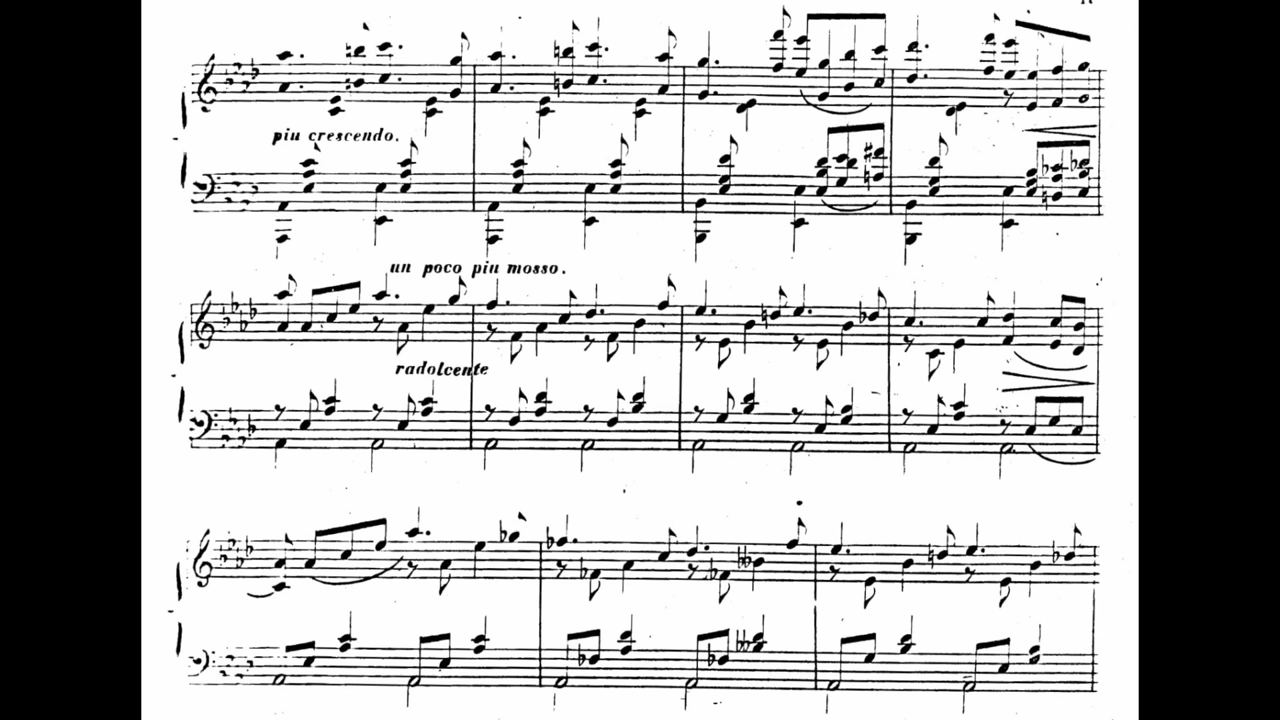 piu crescendo.
un poco piu mosso.
radolcente